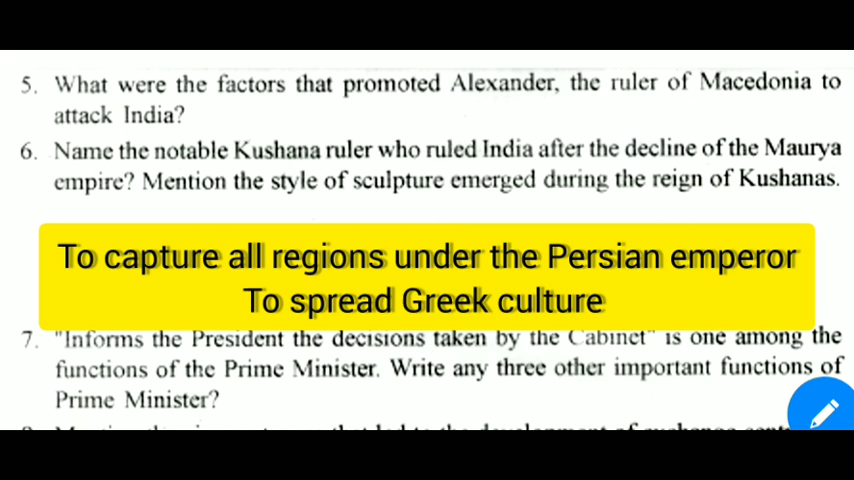 5. What were the factors that promoted Alexander, the ruler of Macedonia to
attack India?
6. Name the notable Kushana ruler who ruled India after the decline of the Maurya
empire? Mention the style of sculpture emerged during the reign of Kushanas.
To capture all regions under the Persian emperor
To spread Greek culture
7. "Informs the President the decisions taken by the Cabinet" is one among the
functions of the Prime Minister. Write any three other important functions of
Prime Minister?